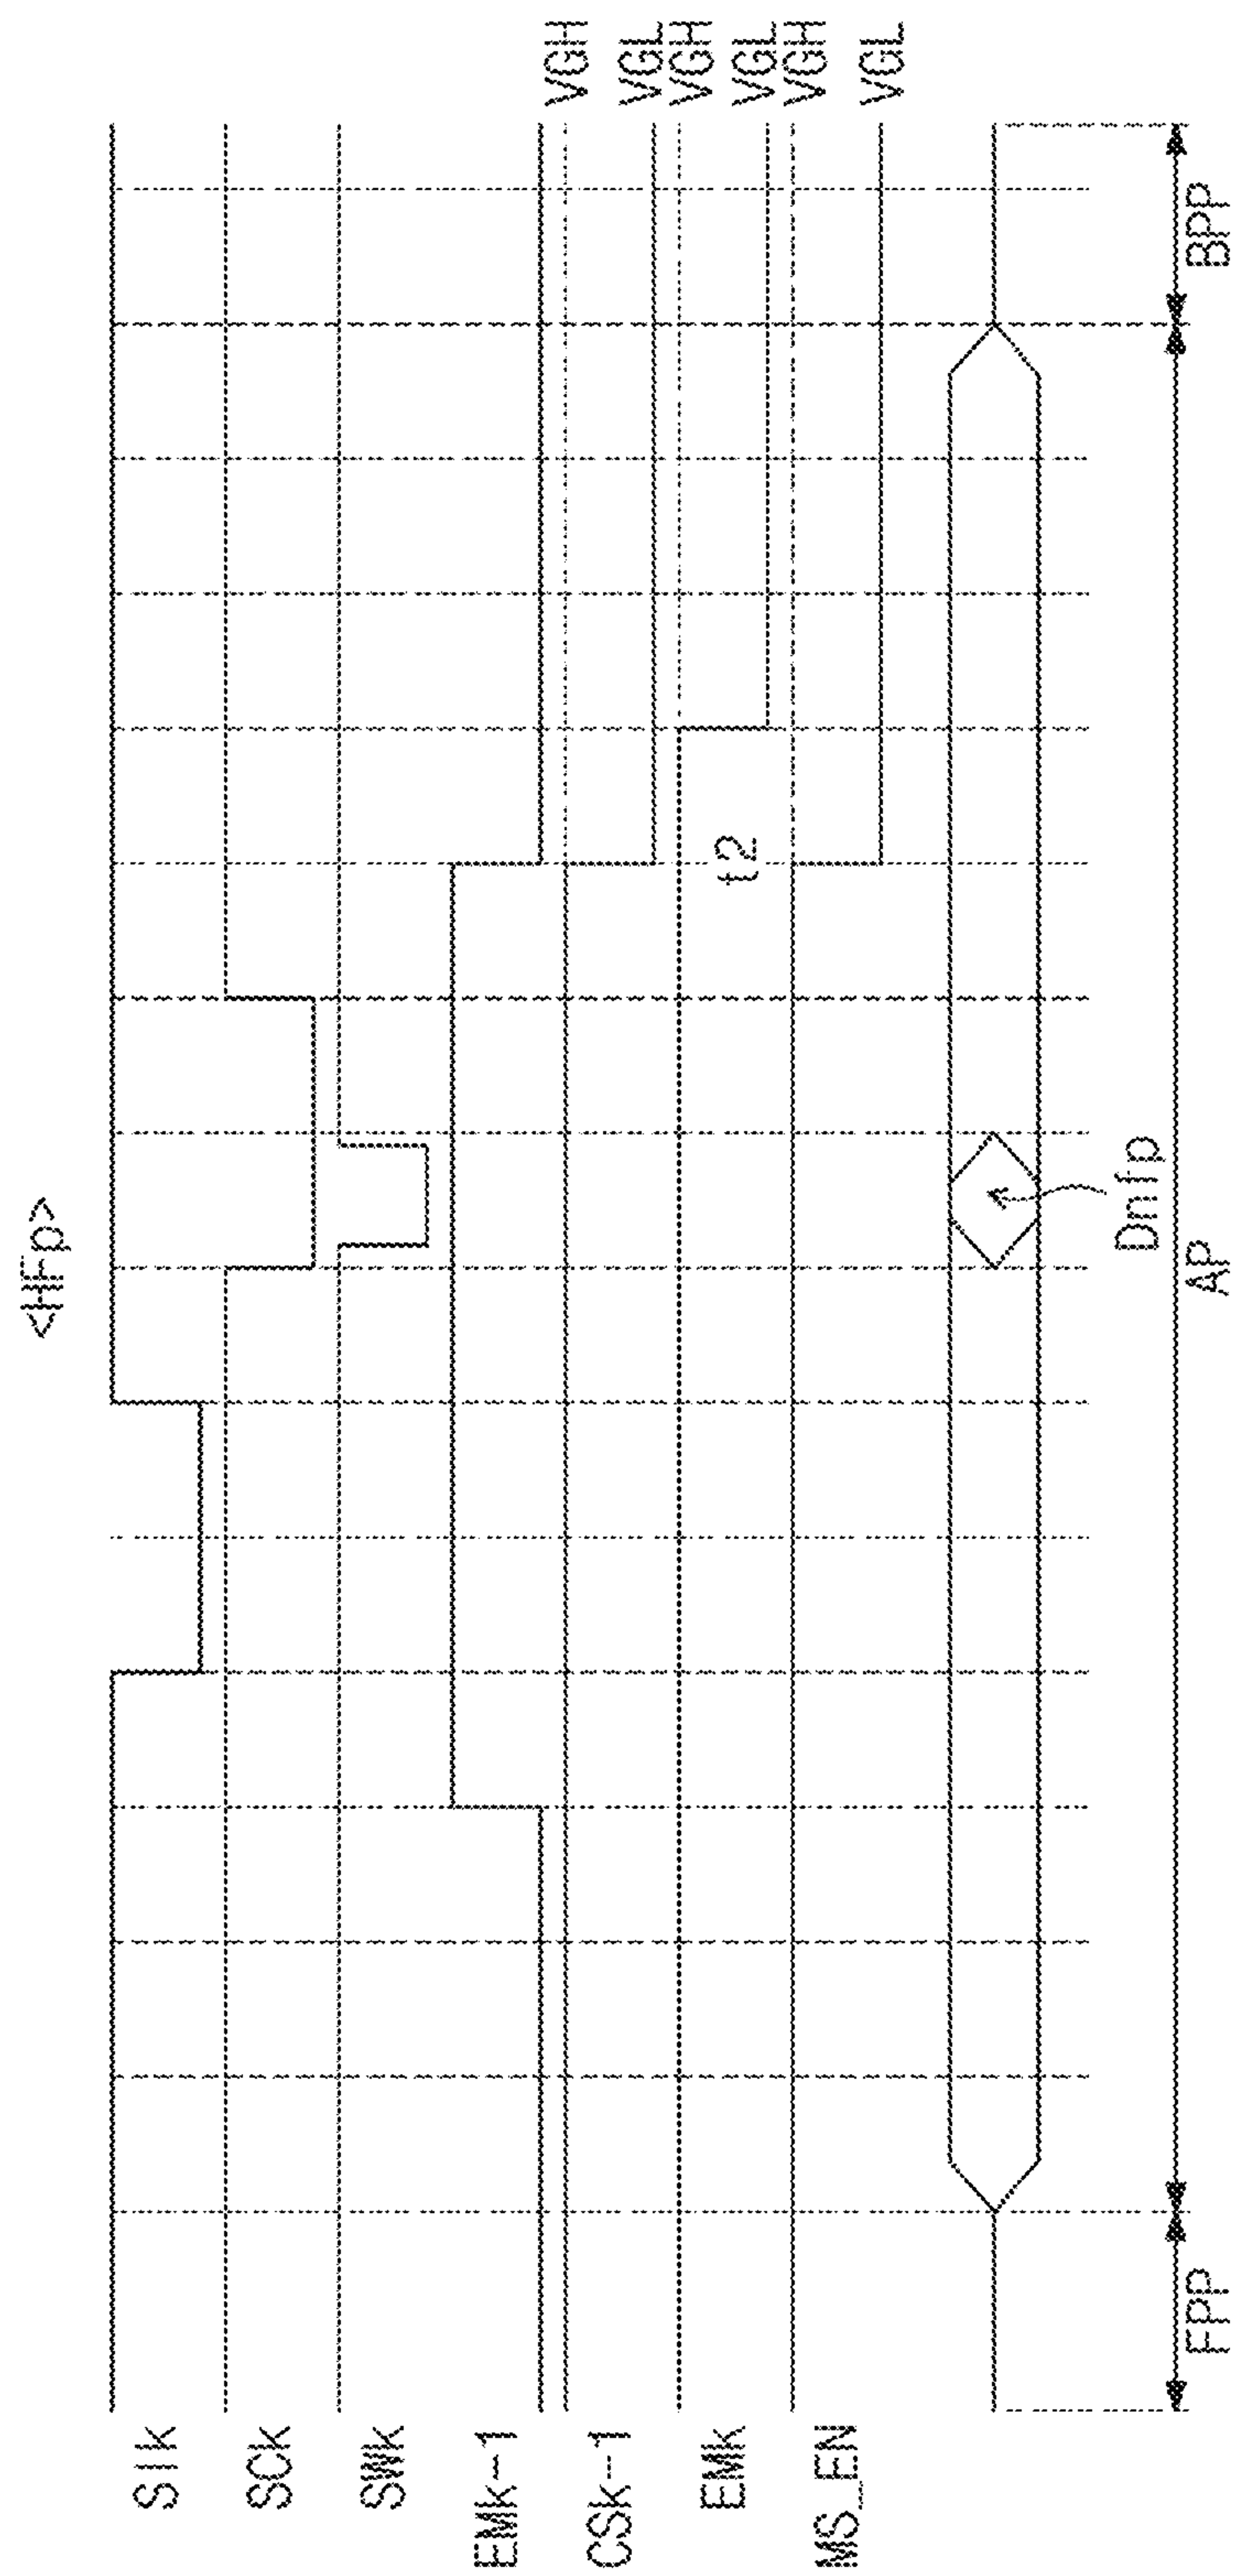 <HFp>
SIIK
SCK
SWK
EMK-1
CSK-1
EMK
MS_EN
VGH
VGL
VGH
VGL
VGH
VGL
t2
Dnfp
FPP
AP
BPP